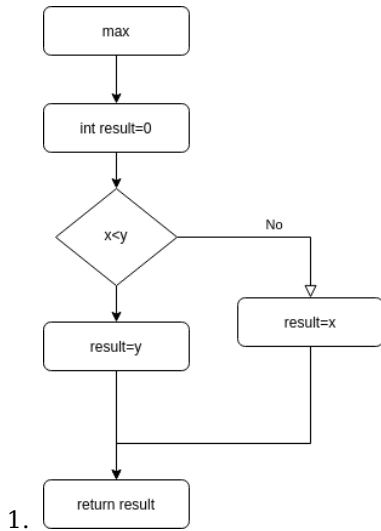 max
int result=0
x<y
No
result=x
result=y
return result
1.